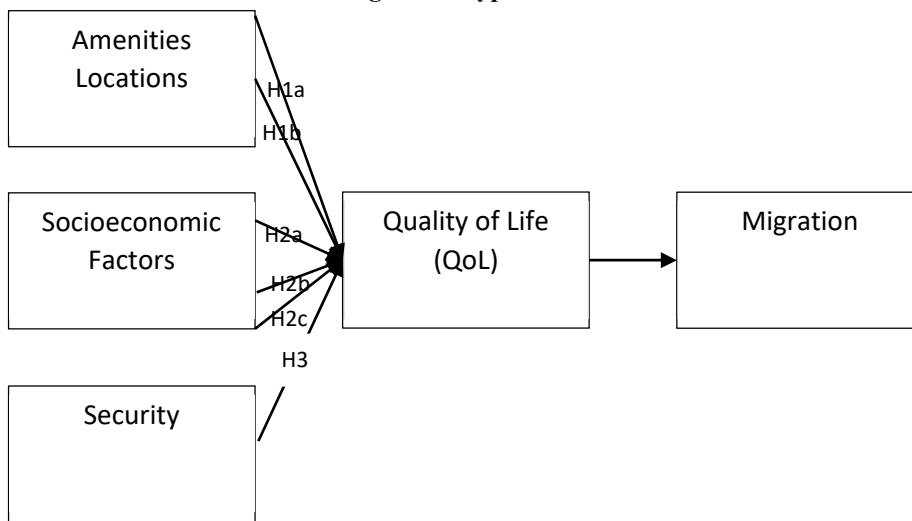 Amenities
Locations
H1a
H1b
Socioeconomic
Factors
H2a
H2b
H2c
H3
Security
Quality of Life
(QoL)
Migration